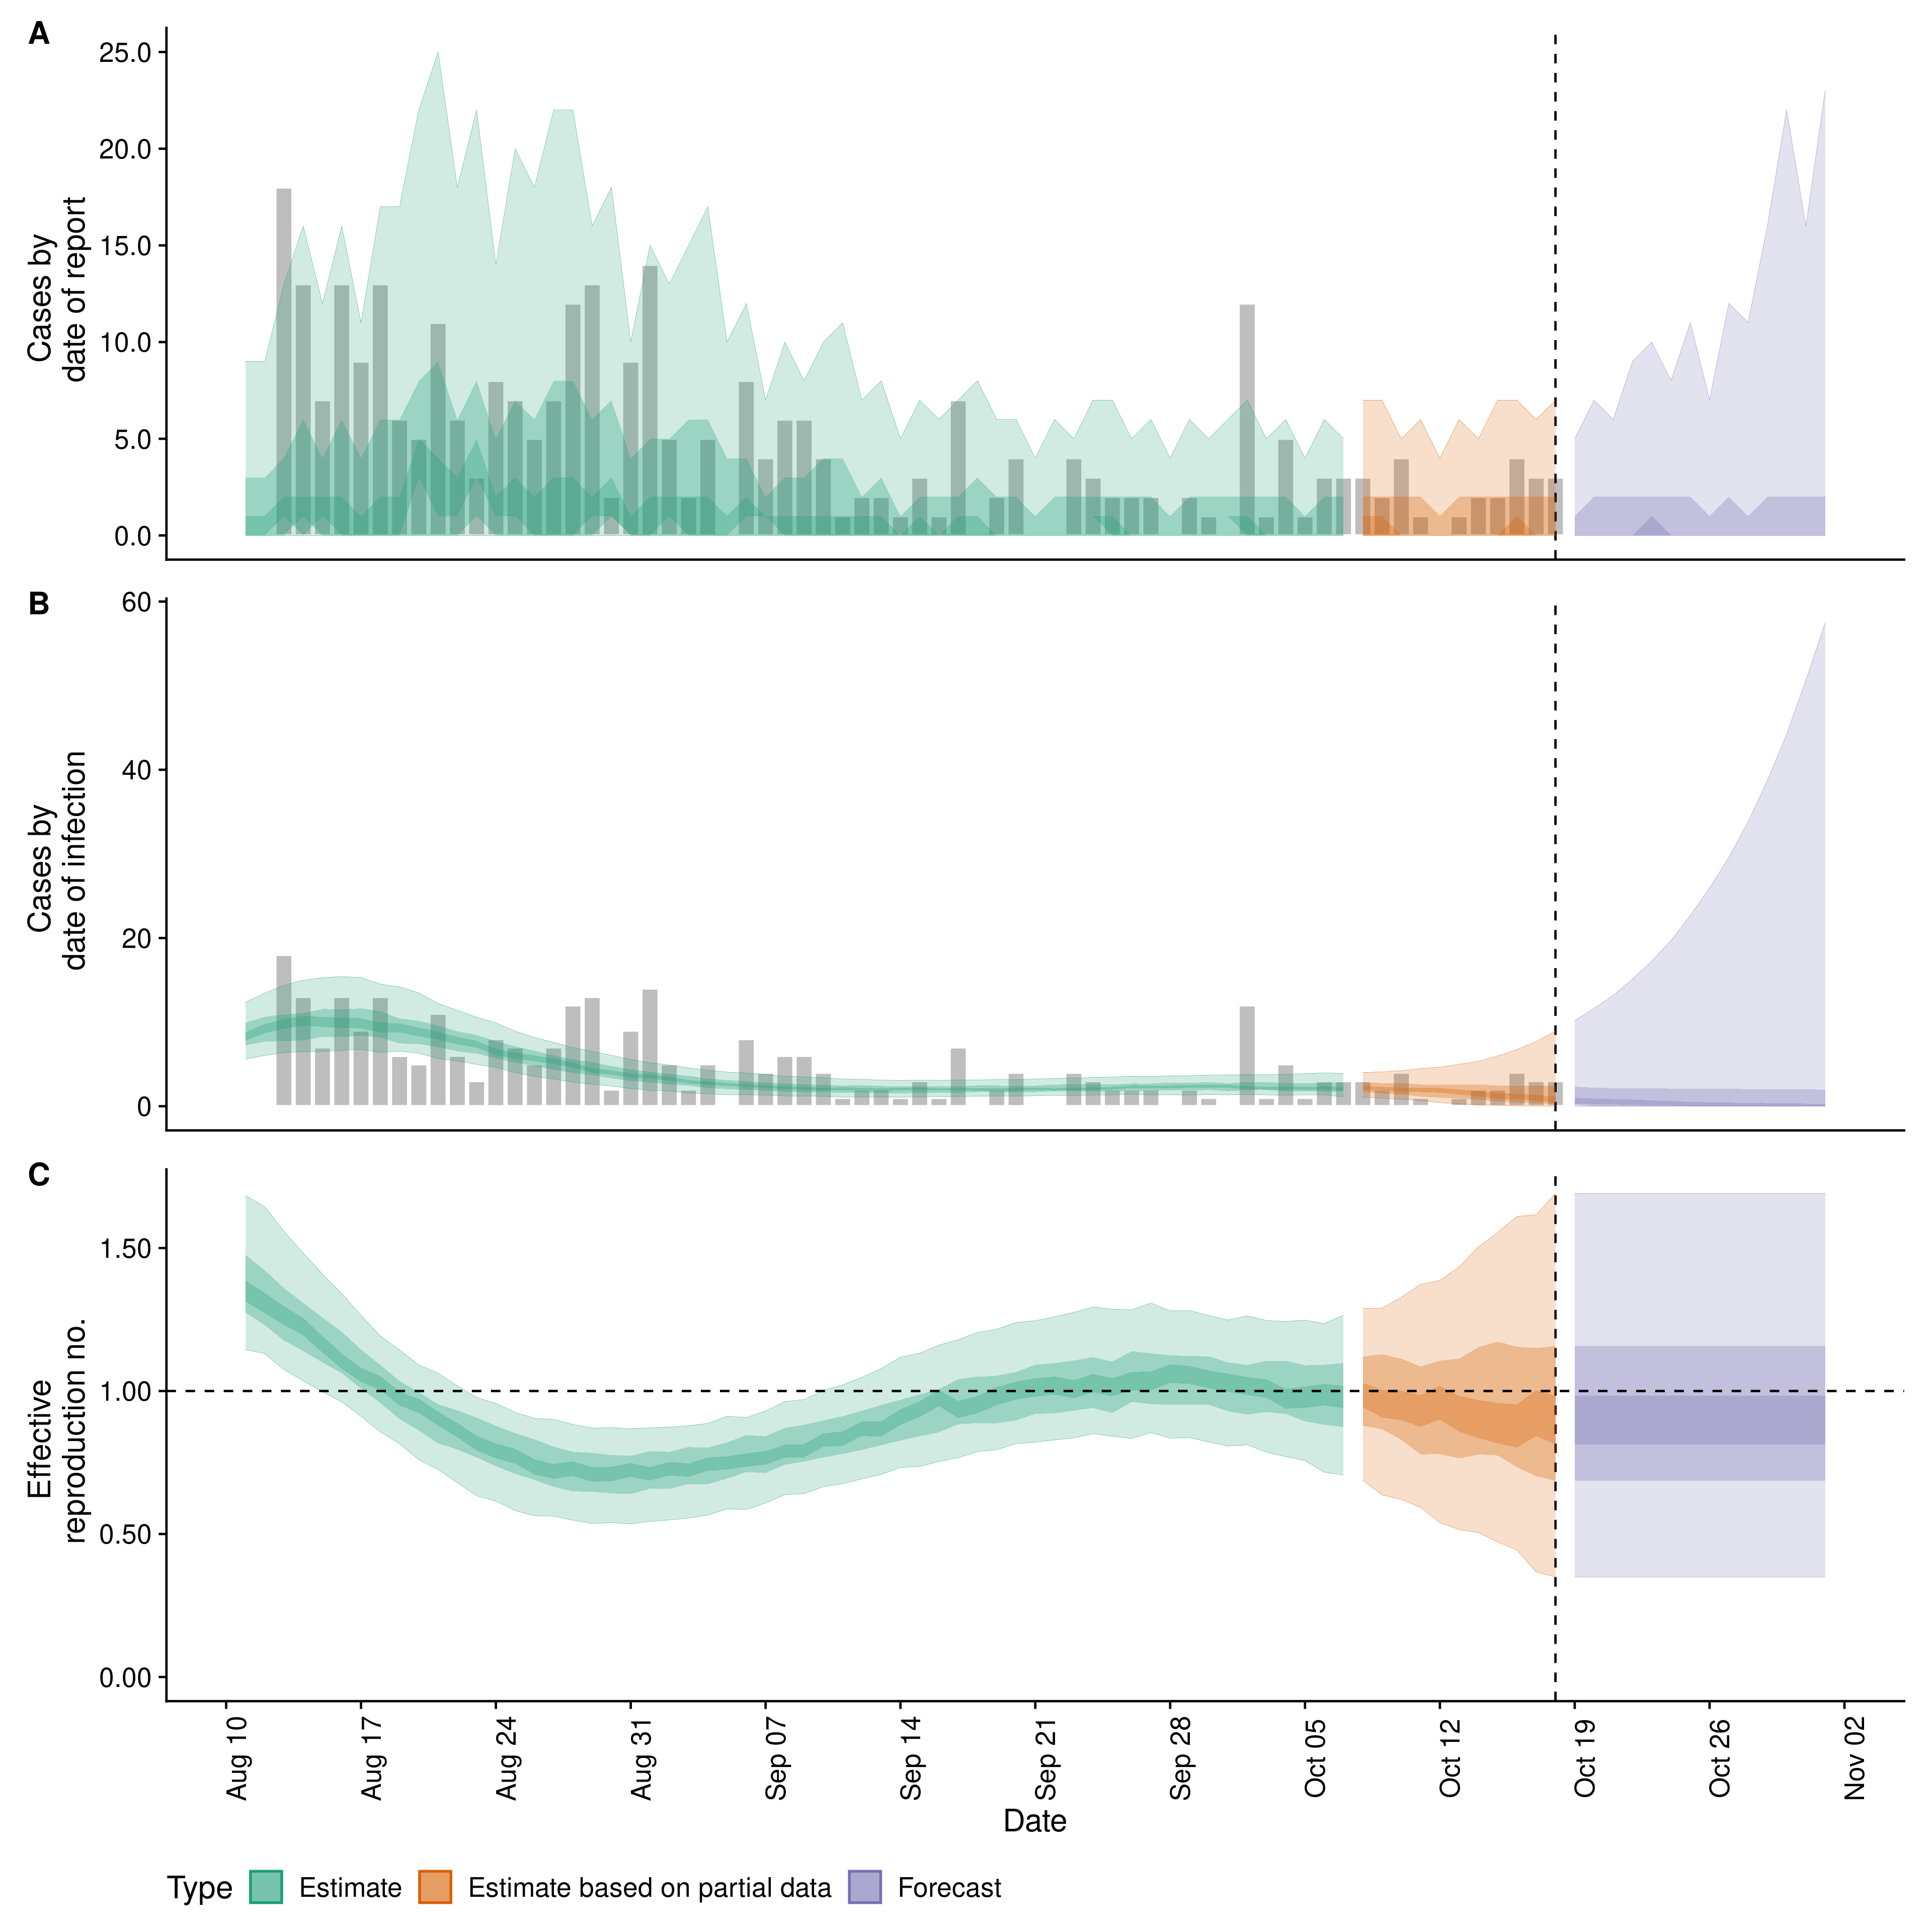 A
25.0
20.0
15.0
10.0
5.0
0.0
Cases by
date of report
B
60
40
20
0
Cases by
date of infection
C
1.50
1.00
0.50
0.00
Effective
reproduction no.
Aug 10
Aug 17
Aug 24
Aug 31
Sep 07
Sep 14
Sep 21
Sep 28
Oct 05
Oct 12
Oct 19
Oct 26
Nov 02
Date
Type Estimate Estimate based on partial data Forecast